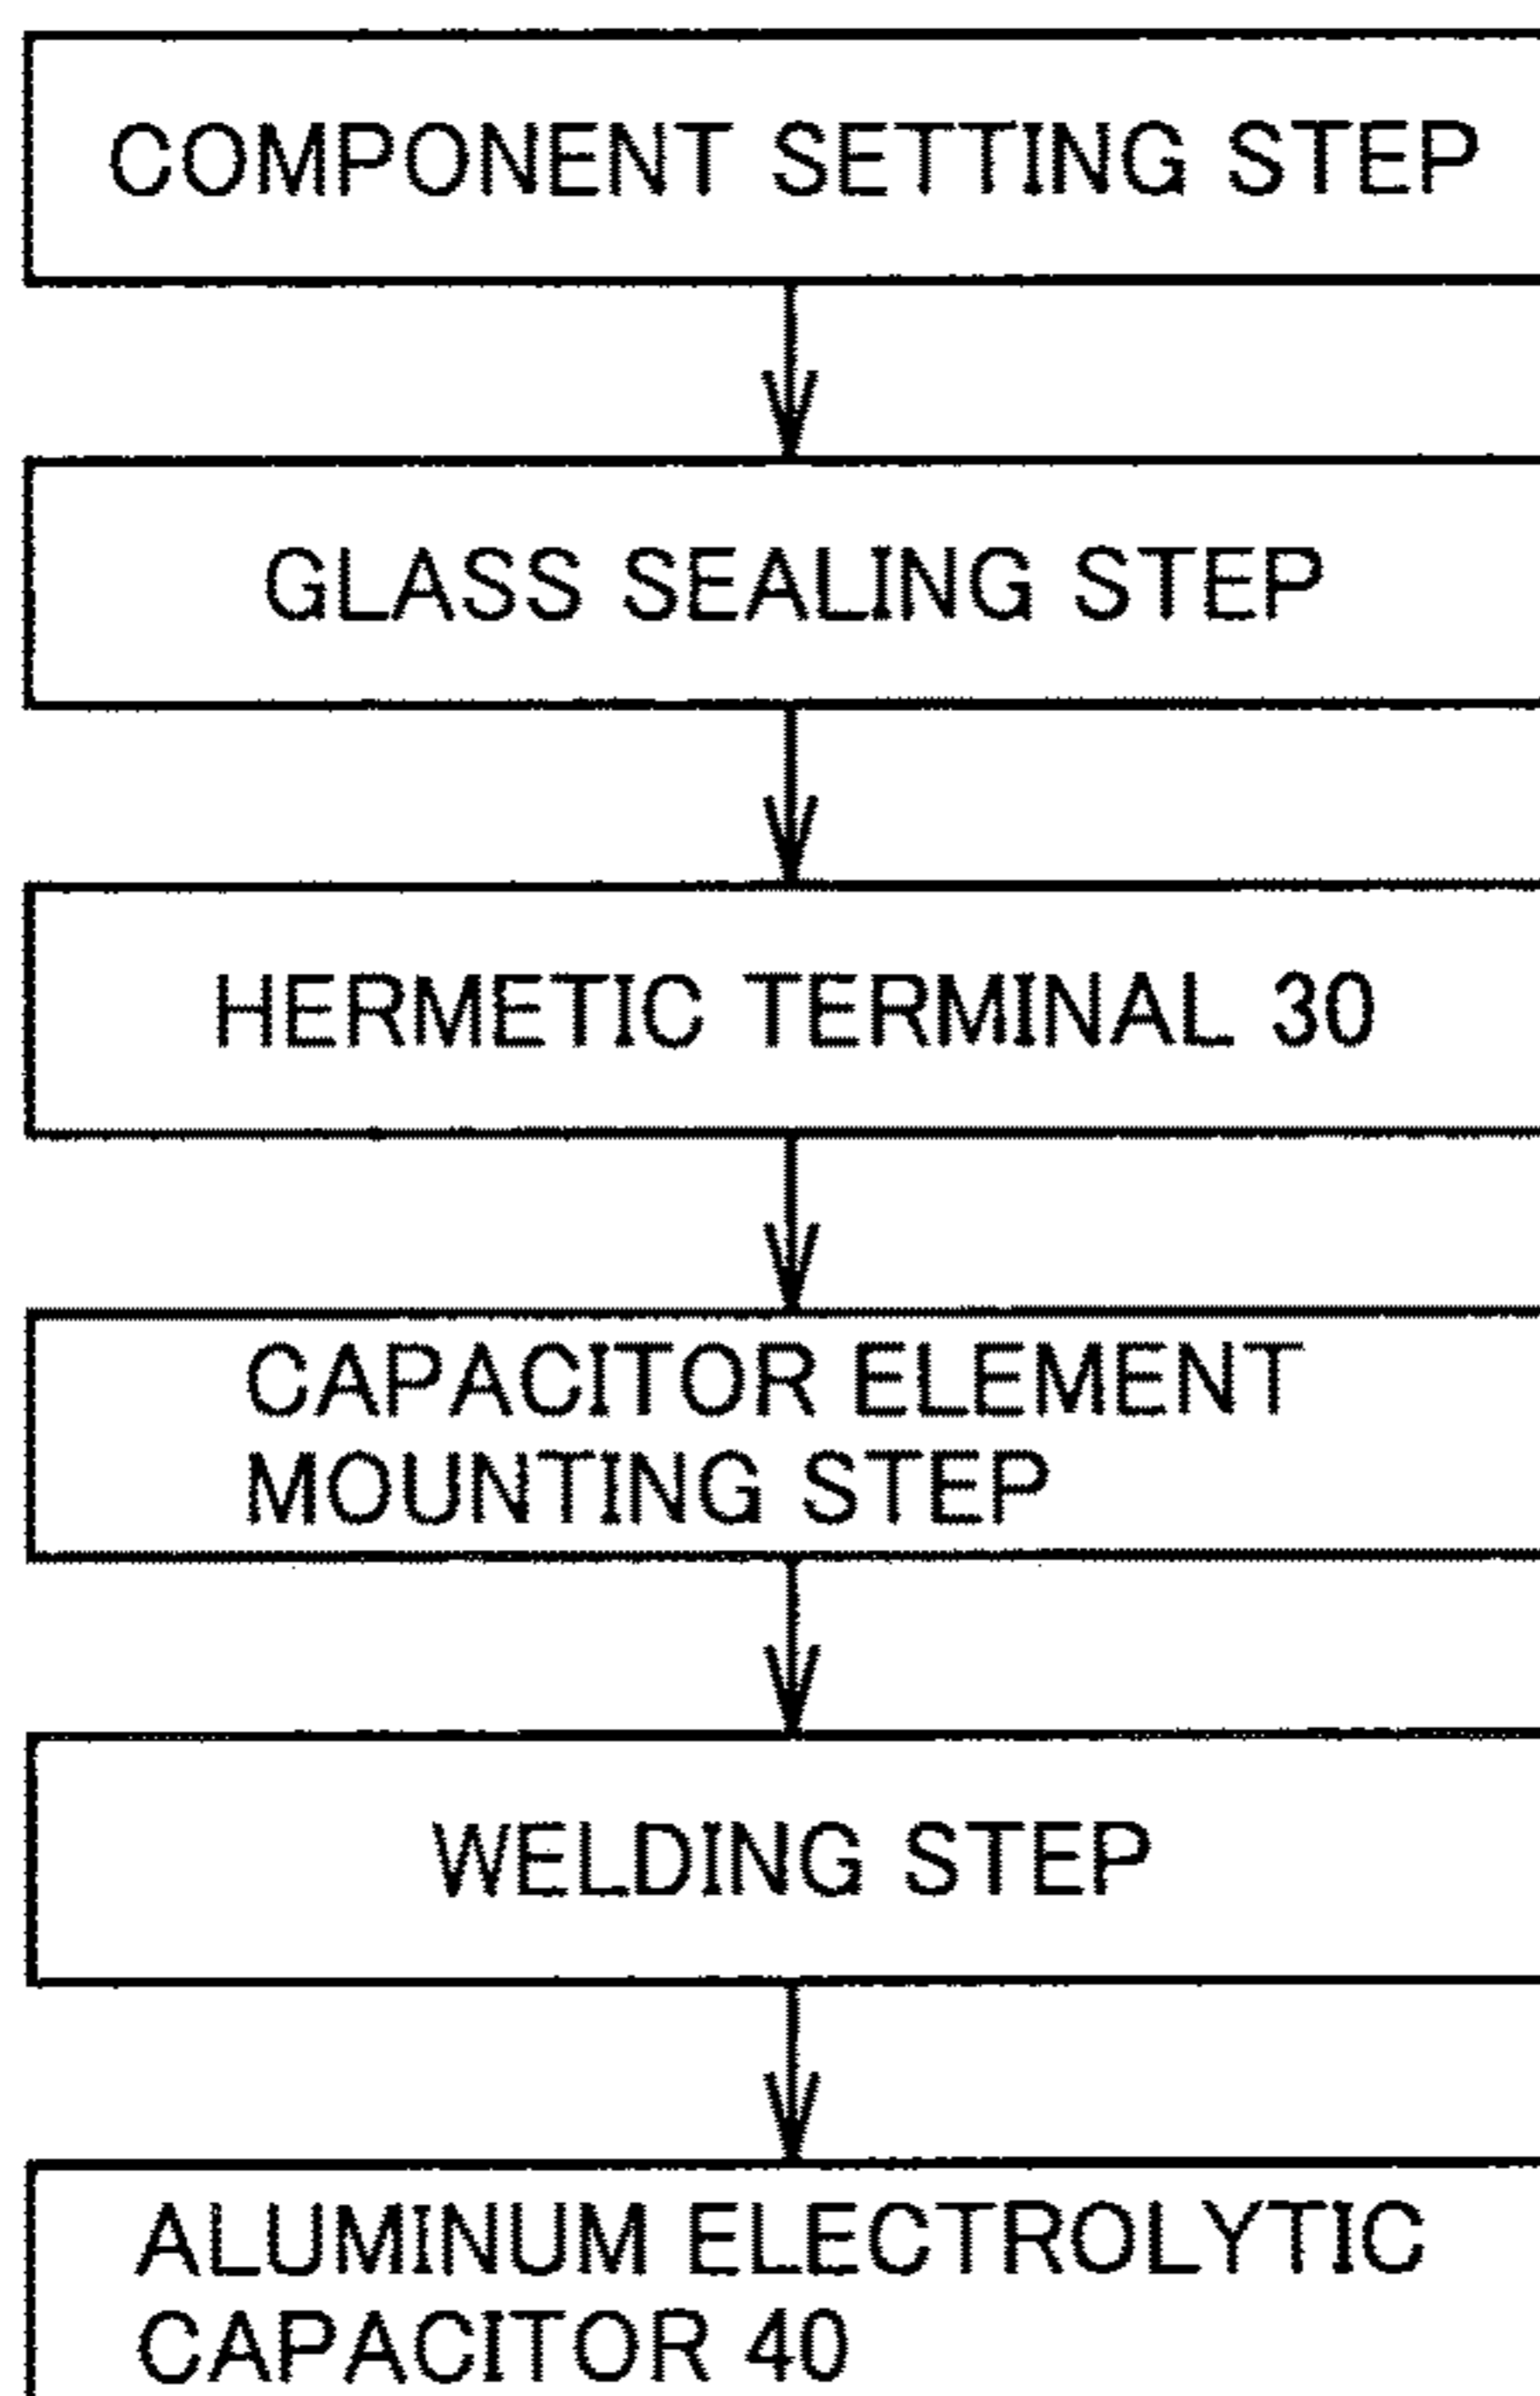 COMPONENT SETTING STEP
GLASS SEALING STEP
HERMETIC TERMINAL 30
CAPACITOR ELEMENT
MOUNTING STEP
WELDING STEP
ALUMINUM ELECTROLYTIC
CAPACITOR 40